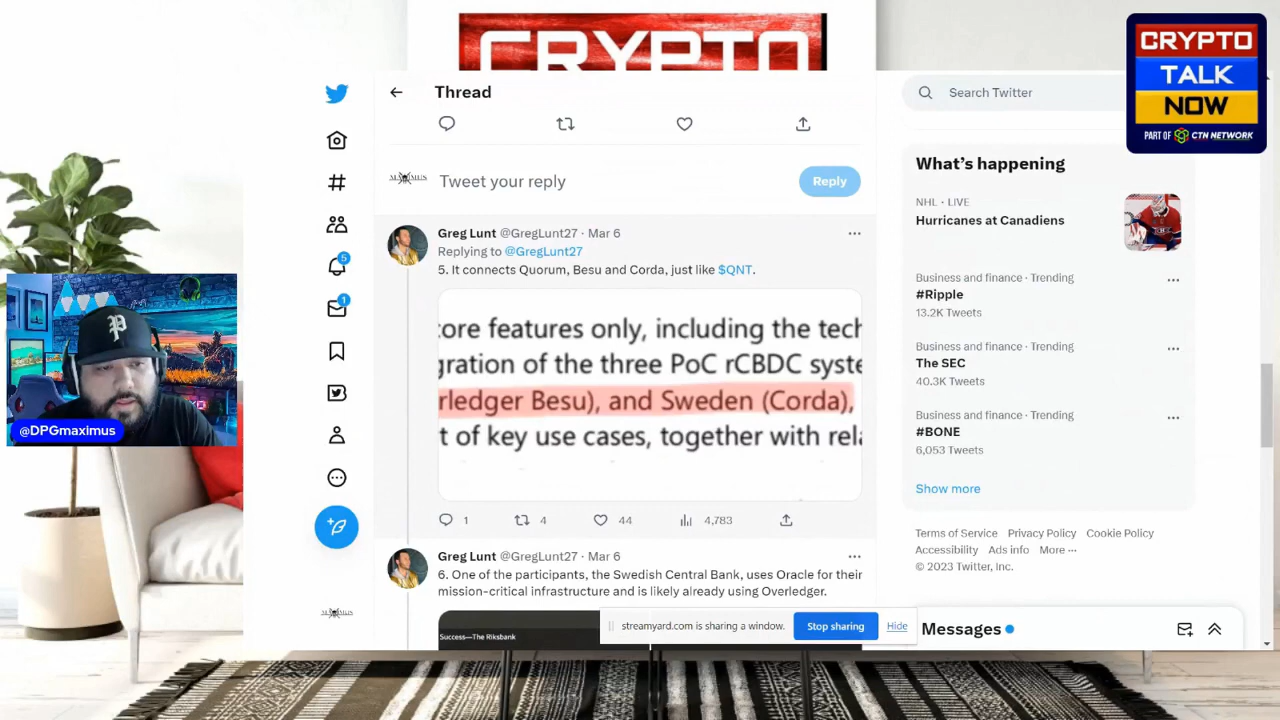 CRYPTO
CRYPTO
TALK
NOW
PART OF CTN NETWORK
Thread
Search Twitter
Tweet your reply
Reply
What's happening
NHL · LIVE
Hurricanes at Canadiens
Greg Lunt @GregLunt27 · Mar 6
Replying to @GregLunt27
5. It connects Quorum, Besu and Corda, just like $QNT.
core features only, including the tech
gration of the three PoC rCBDC syste
rledger Besu), and Sweden (Corda),
t of key use cases, together with rela
1
4
44
4,783
5
1
Business and finance · Trending
#Ripple
13.2K Tweets
Business and finance · Trending
The SEC
40.3K Tweets
Business and finance · Trending
#BONE
6,053 Tweets
Show more
Terms of Service Privacy Policy Cookie Policy
Accessibility Ads info More ···
© 2023 Twitter, Inc.
P
@DPGmaximus
Greg Lunt @GregLunt27 · Mar 6
6. One of the participants, the Swedish Central Bank, uses Oracle for their
mission-critical infrastructure and is likely already using Overledger.
Success—The Riksbank
streamyard.com is sharing a window.
Stop sharing
Hide
Messages